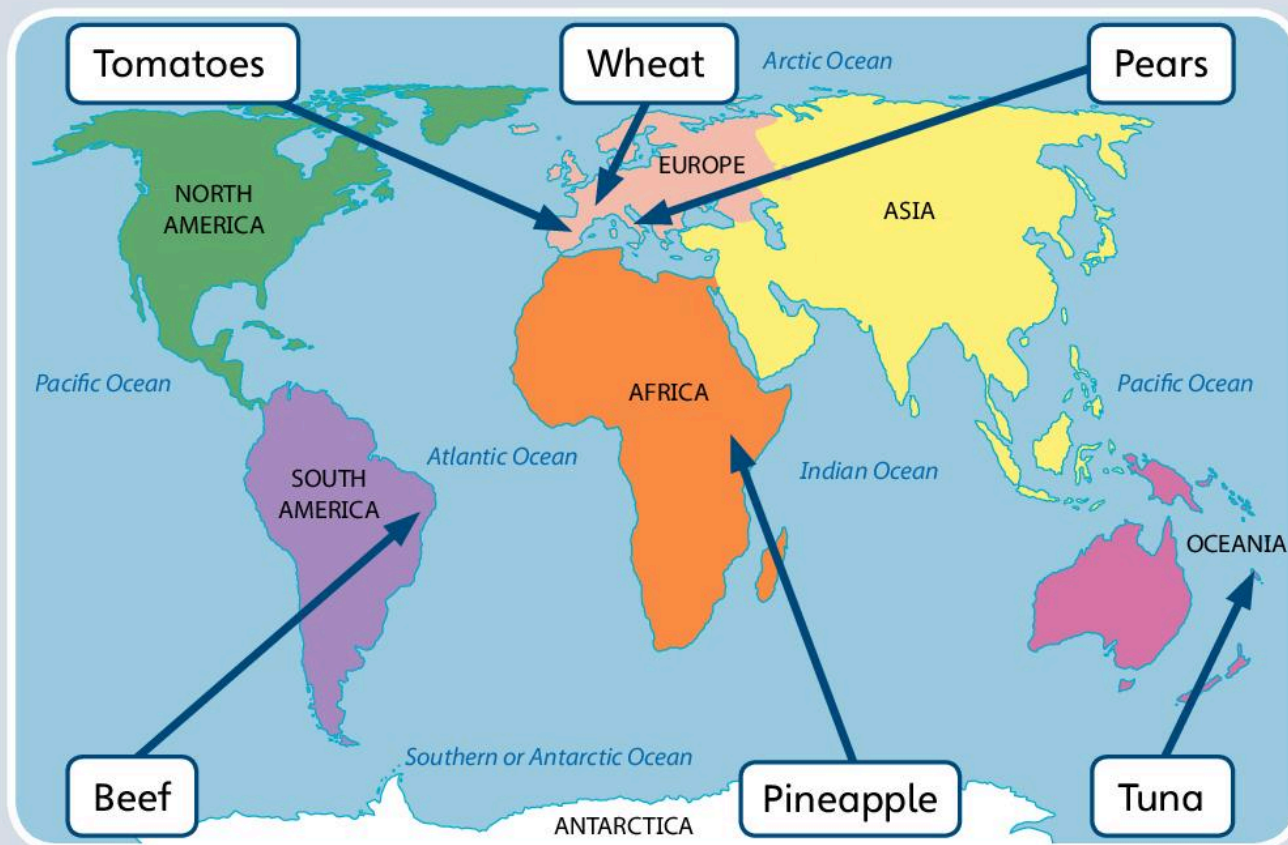 Tomatoes
Wheat
Arctic Ocean
Pears
EUROPE
NORTH
AMERICA
ASIA
Pacific Ocean
AFRICA
Pacific Ocean
Atlantic Ocean
Indian Ocean
SOUTH
AMERICA
OCEANIA
Southern or Antarctic Ocean
Beef
Pineapple
Tuna
ANTARCTICA